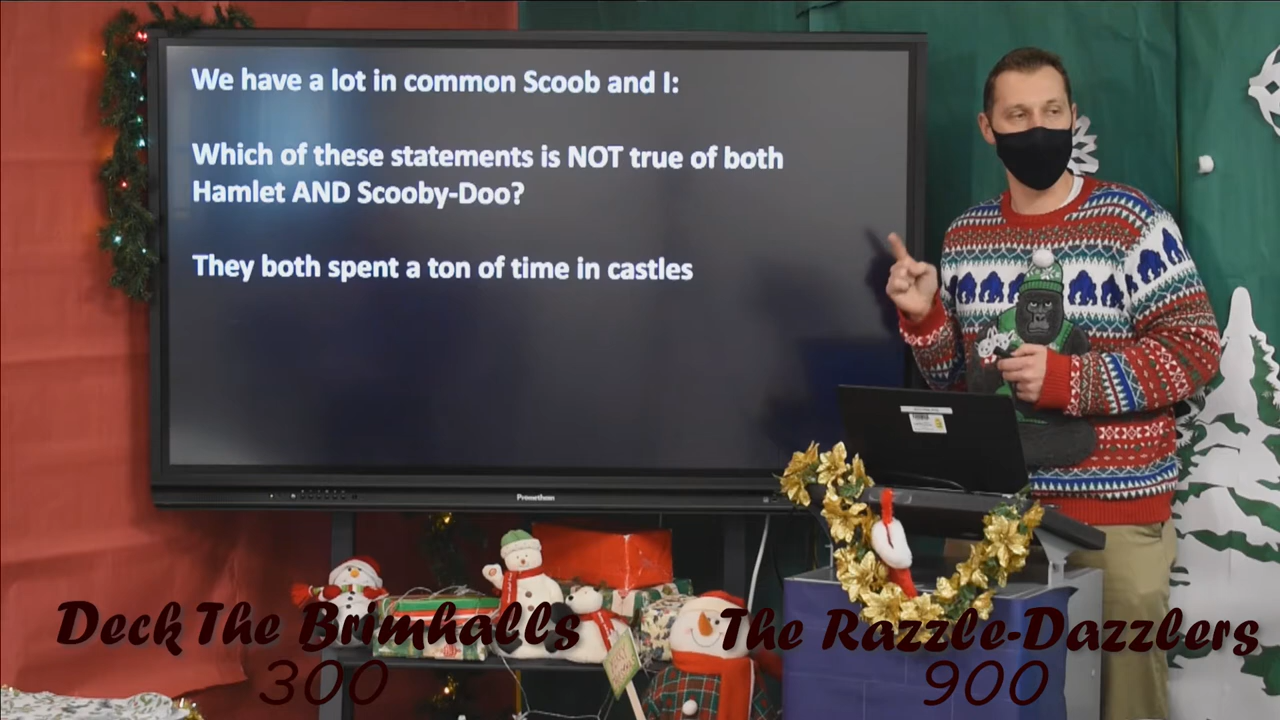 We have a lot in common Scoob and I:
Which of these statements is NOT true of both
Hamlet AND Scooby-Doo?
They both spent a ton of time in castles
Promethean
Deck The Brimhalls
300
The Razzle-Dazzlers
900